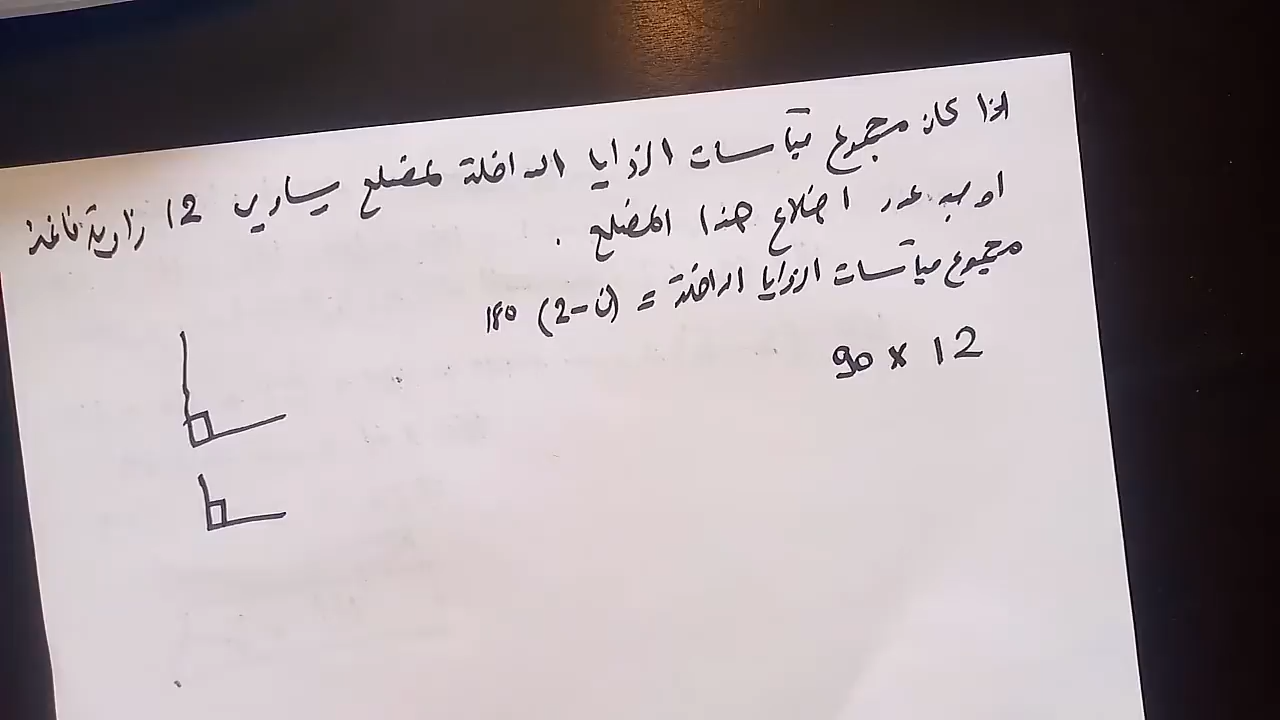 اذا كان مجموع قياسات الزوايا الداخلة لمضلع يساوي 12 زاوية قائمة
اوجد عدد اضلاع هذا المضلع .
مجموع قياسات الزوايا الداخلة = (ن-2) 180
90 × 12